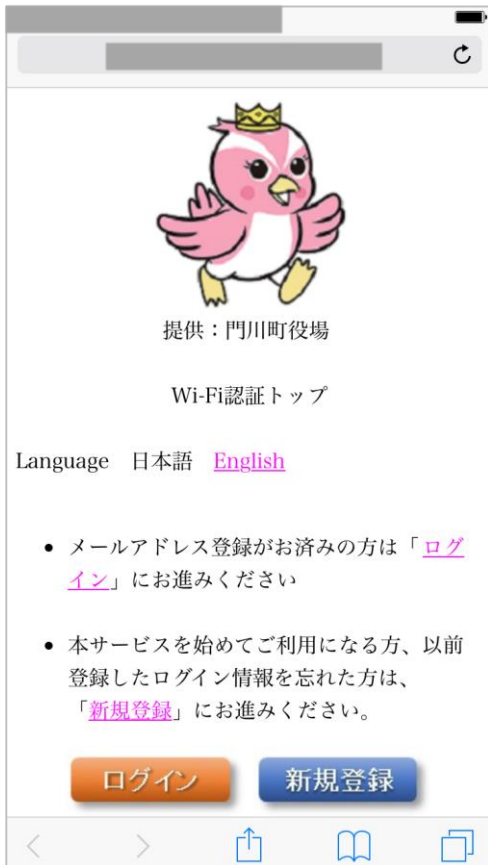 提供：門川町役場
Wi-Fi認証トップ
Language　日本語　English
• メールアドレス登録がお済みの方は「ログ
イン」にお進みください
• 本サービスを始めてご利用になる方、以前
登録したログイン情報を忘れた方は、
「新規登録」にお進みください。
ログイン　新規登録